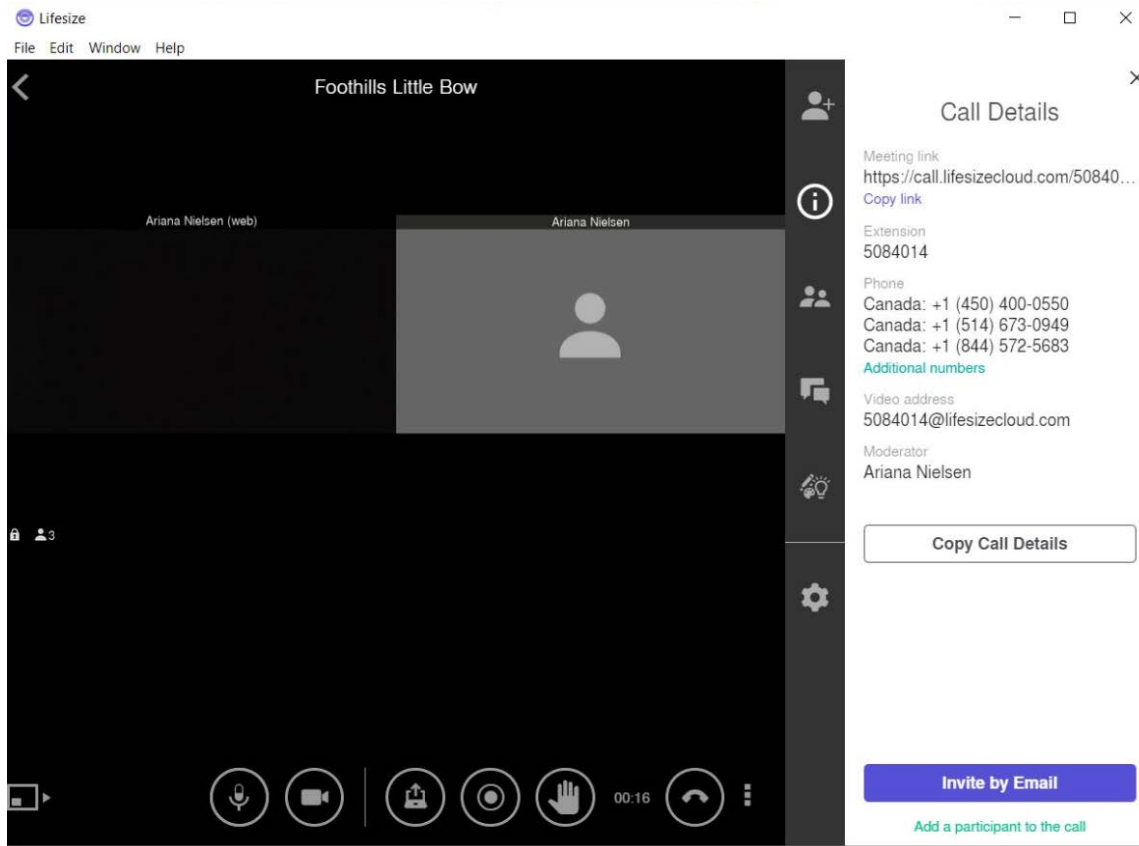 Lifesize
File Edit Window Help
Foothills Little Bow
Ariana Nielsen (web)
Ariana Nielsen
3
00:16
Call Details
Meeting link
https://call.lifesizecloud.com/50840...
Copy link
Extension
5084014
Phone
Canada: +1 (450) 400-0550
Canada: +1 (514) 673-0949
Canada: +1 (844) 572-5683
Additional numbers
Video address
5084014@lifesizecloud.com
Moderator
Ariana Nielsen
Copy Call Details
Invite by Email
Add a participant to the call